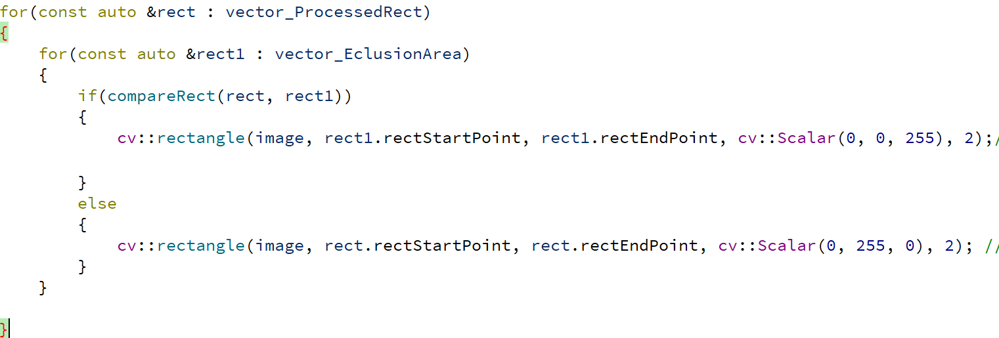 for(const auto &rect : vector_ProcessedRect)
{
    for(const auto &rect1 : vector_EclusionArea)
    {
        if(compareRect(rect, rect1))
        {
            cv::rectangle(image, rect1.rectStartPoint, rect1.rectEndPoint, cv::Scalar(0, 0, 255), 2);/
        }
        else
        {
            cv::rectangle(image, rect.rectStartPoint, rect.rectEndPoint, cv::Scalar(0, 255, 0), 2); //
        }
    }
}